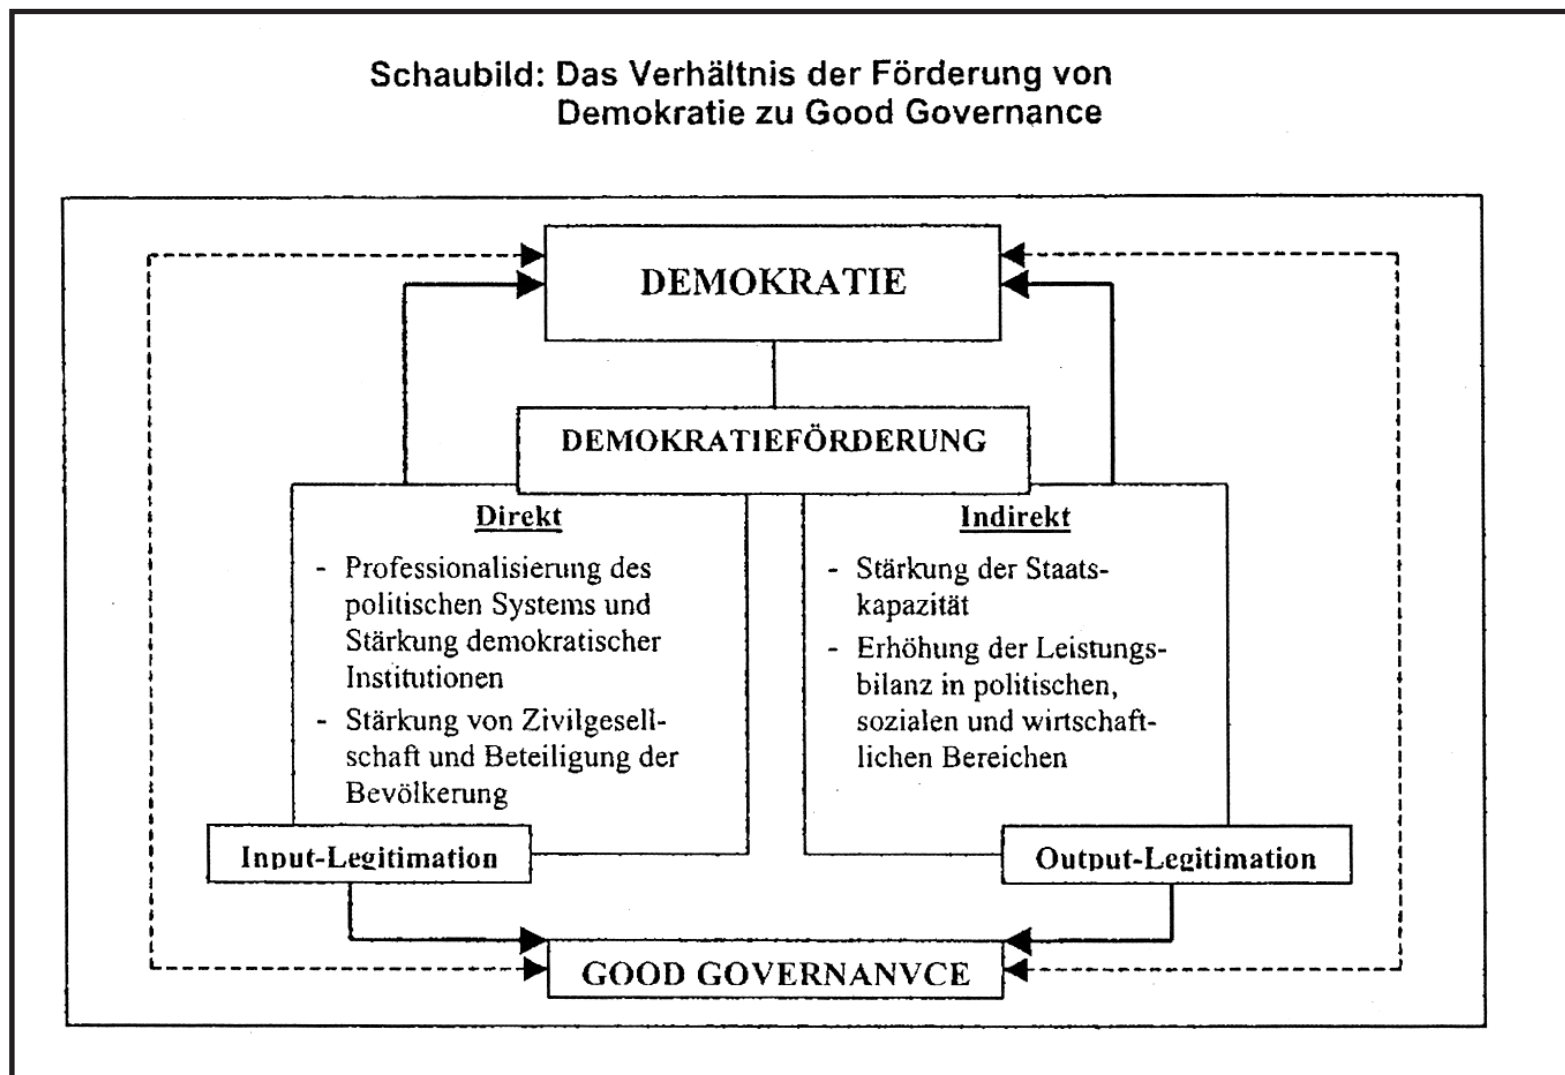 Schaubild: Das Verhältnis der Förderung von
Demokratie zu Good Governance
DEMOKRATIE
DEMOKRATIEFÖRDERUNG
Direkt
- Professionalisierung des
politischen Systems und
Stärkung demokratischer
Institutionen
- Stärkung von Zivilgesell-
schaft und Beteiligung der
Bevölkerung
Input-Legitimation
Indirekt
- Stärkung der Staats-
kapazität
- Erhöhung der Leistungs-
bilanz in politischen,
sozialen und wirtschaft-
lichen Bereichen
Output-Legitimation
GOOD GOVERNANVCE